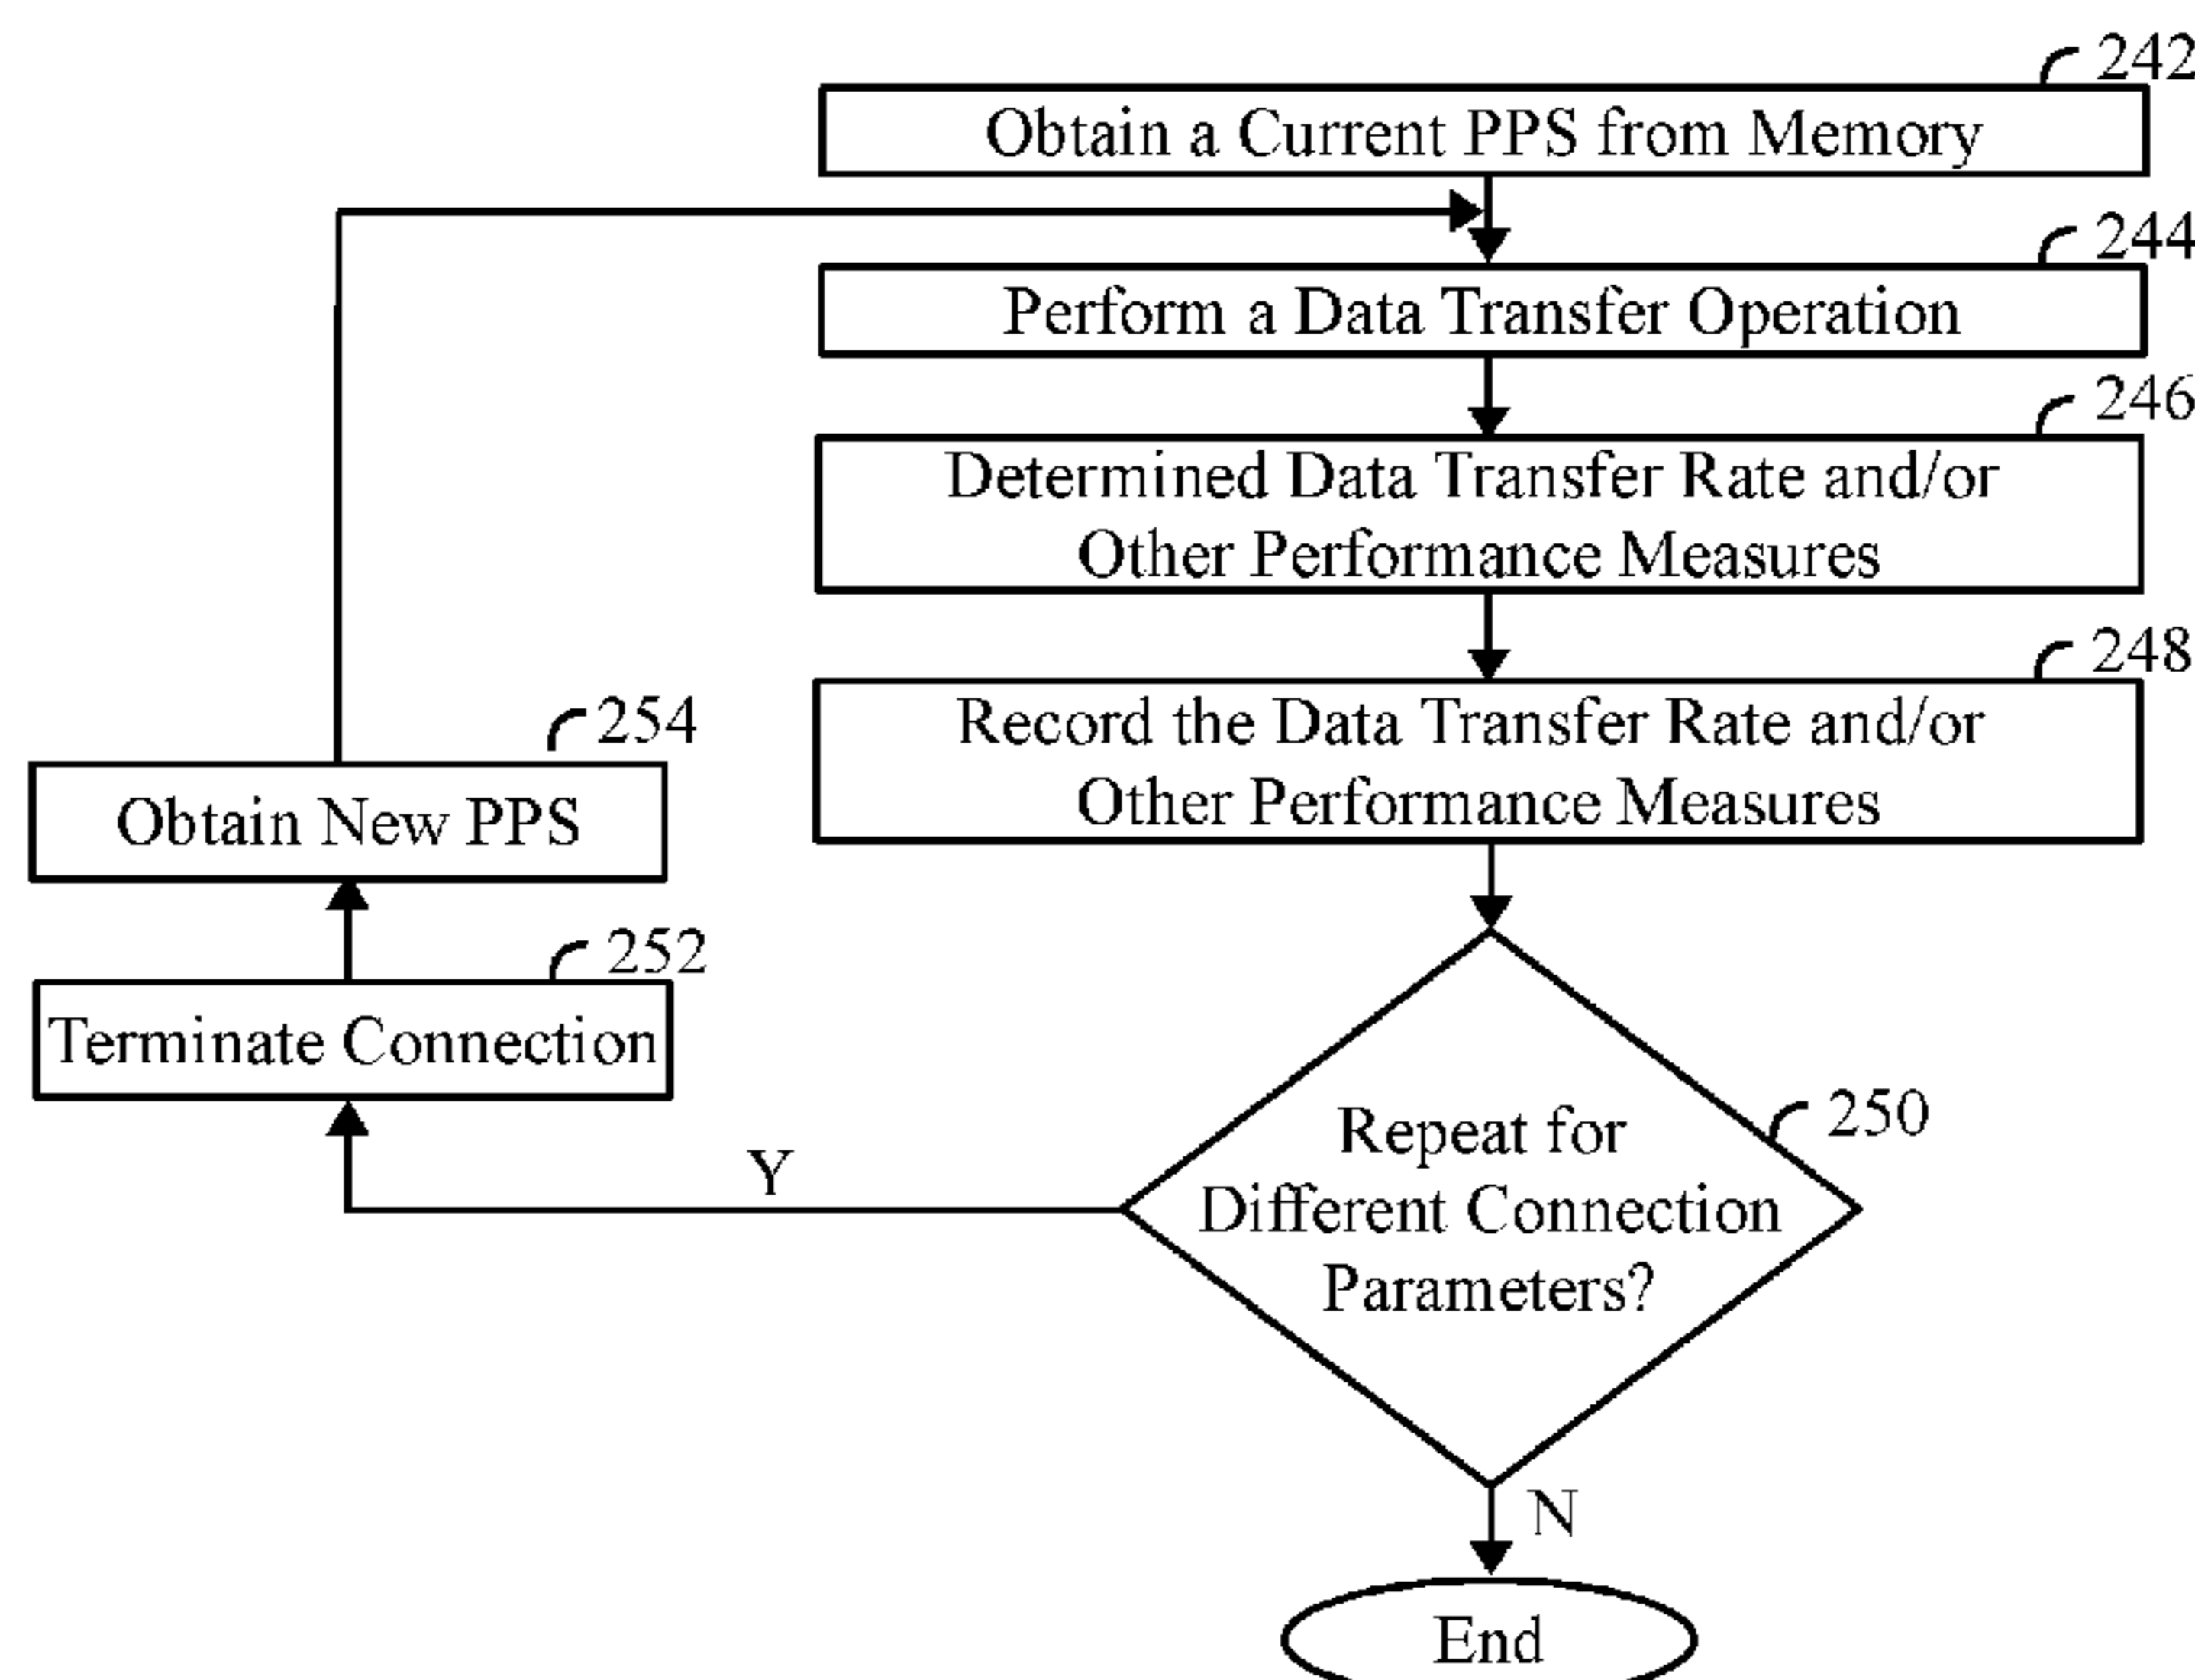 242
Obtain a Current PPS from Memory
244
Perform a Data Transfer Operation
246
Determined Data Transfer Rate and/or
Other Performance Measures
248
Record the Data Transfer Rate and/or
Other Performance Measures
254
Obtain New PPS
252
Terminate Connection
250
Repeat for
Different Connection
Parameters?
Y
N
End